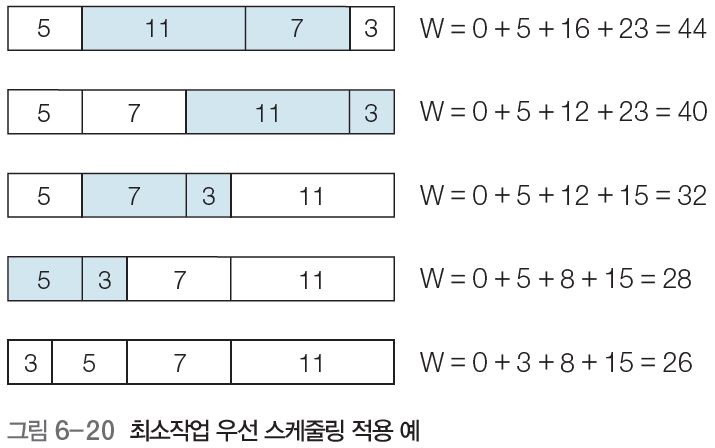 5 11 7 3 W = 0 + 5 + 16 + 23 = 44
5 7 11 3 W = 0 + 5 + 12 + 23 = 40
5 7 3 11 W = 0 + 5 + 12 + 15 = 32
5 3 7 11 W = 0 + 5 + 8 + 15 = 28
3 5 7 11 W = 0 + 3 + 8 + 15 = 26
그림 6-20 최소작업 우선 스케줄링 적용 예